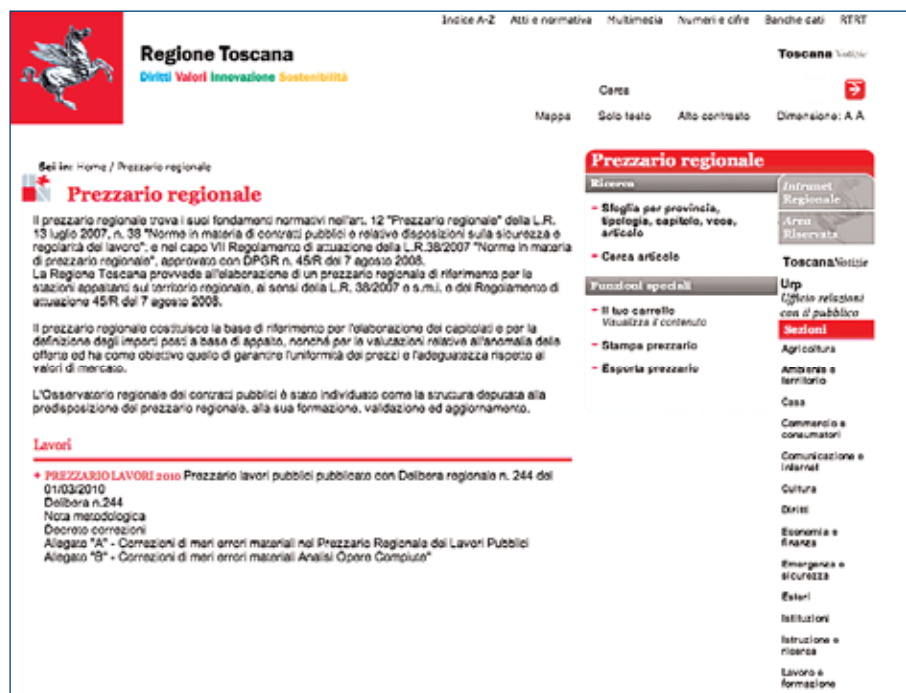 Indice A-Z Atti e normativa Multimedia Numeri e cifre Banche dati RTRT
Regione Toscana
Diritti Valori Innovazione Sostenibilità
Toscana Notizie
Cerca
Mappa Solo testo Alto contrasto Dimensione: A A
Sei in: Home / Prezzario regionale
Prezzario regionale
Il prezzario regionale trova i suoi fondamenti normativi nell'art. 12 "Prezzario regionale" della L.R.
13 luglio 2007, n. 38 "Norme in materia di contratti pubblici e relative disposizioni sulla sicurezza e
regolarità del lavoro"; e nel capo VII Regolamento di attuazione della L.R.38/2007 "Norme in materia
di prezzario regionale", approvato con DPGR n. 45/R del 7 agosto 2008.
La Regione Toscana provvede all'elaborazione di un prezzario regionale di riferimento per le
stazioni appaltanti sul territorio regionale, ai sensi della L.R. 38/2007 e s.m.i. e del Regolamento di
attuazione 45/R del 7 agosto 2008.
Il prezzario regionale costituisce la base di riferimento per l'elaborazione dei capitolati e per la
definizione degli importi posti a base di appalto, nonché per le valutazioni relative all'anomalia delle
offerte ed ha come obiettivo quello di garantire l'uniformità dei prezzi e l'adeguatezza rispetto ai
valori di mercato.
L'Osservatorio regionale dei contratti pubblici è stato individuato come la struttura deputata alla
predisposizione del prezzario regionale, alla sua formazione, validazione ed aggiornamento.
Lavori
PREZZARIO LAVORI 2010 Prezzario lavori pubblici pubblicato con Delibera regionale n. 244 del
01/03/2010
Delibera n.244
Nota metodologica
Decreto correzioni
Allegato "A" - Correzioni di meri errori materiali nel Prezzario Regionale dei Lavori Pubblici
Allegato "B" - Correzioni di meri errori materiali Analisi Opere Compiute"
Prezzario regionale
Ricerca
- Sfoglia per provincia,
tipologia, capitolo, voce,
articolo
- Cerca articolo
Funzioni speciali
- Il tuo carrello
Visualizza il contenuto
- Stampa prezzario
- Esporta prezzario
Intranet
Regionale
Area
Riservata
ToscanaNotizie
Urp
Ufficio relazioni
con il pubblico
Sezioni
Agricoltura
Ambiente e
territorio
Casa
Commercio e
consumatori
Comunicazione e
internet
Cultura
Diritti
Economia e
finanza
Emergenza e
sicurezza
Esteri
Istituzioni
Istruzione e
ricerca
Lavoro e
formazione